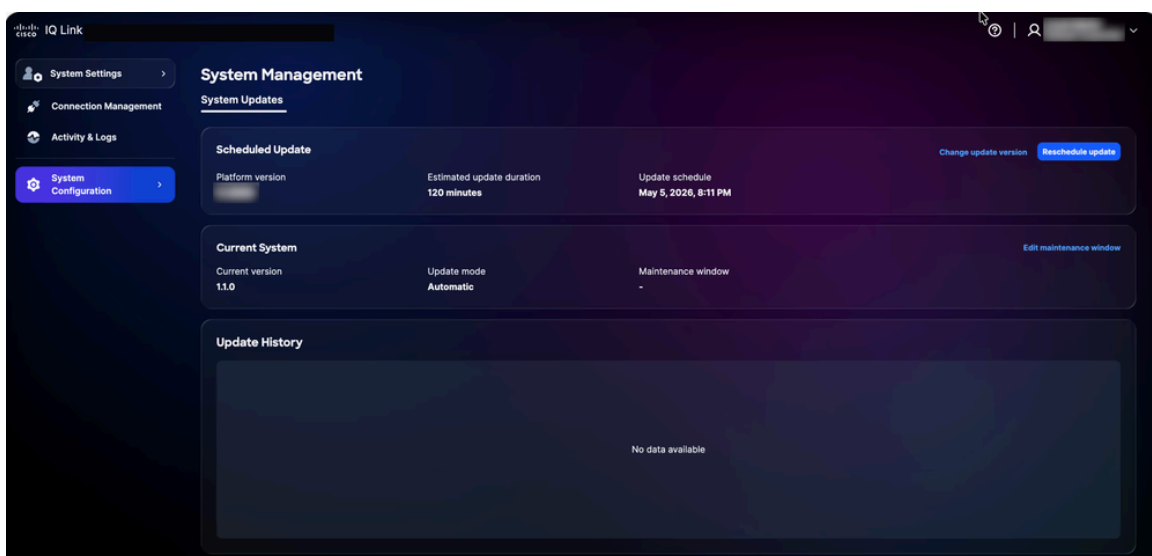 cisco IQ Link
System Settings
Connection Management
Activity & Logs
System
Configuration
System Management
System Updates
Scheduled Update
Change update version
Reschedule update
Platform version
Estimated update duration
120 minutes
Update schedule
May 5, 2026, 8:11 PM
Current System
Edit maintenance window
Current version
1.1.0
Update mode
Automatic
Maintenance window
-
Update History
No data available